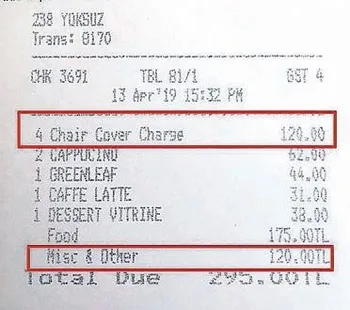 238 YOKSUZ
Trans: 8170
CHK 3691 TBL 81/1 GST 4
13 Apr'19 15:32 PM
4 Chair Cover Charge 120.00
2 CAPPUCINO 62.00
1 GREENLEAF 44.00
1 CAFFE LATTE 31.00
1 DESSERT VITRINE 38.00
Food 175.00TL
Misc & Other 120.00TL
Total Due 295.00TL